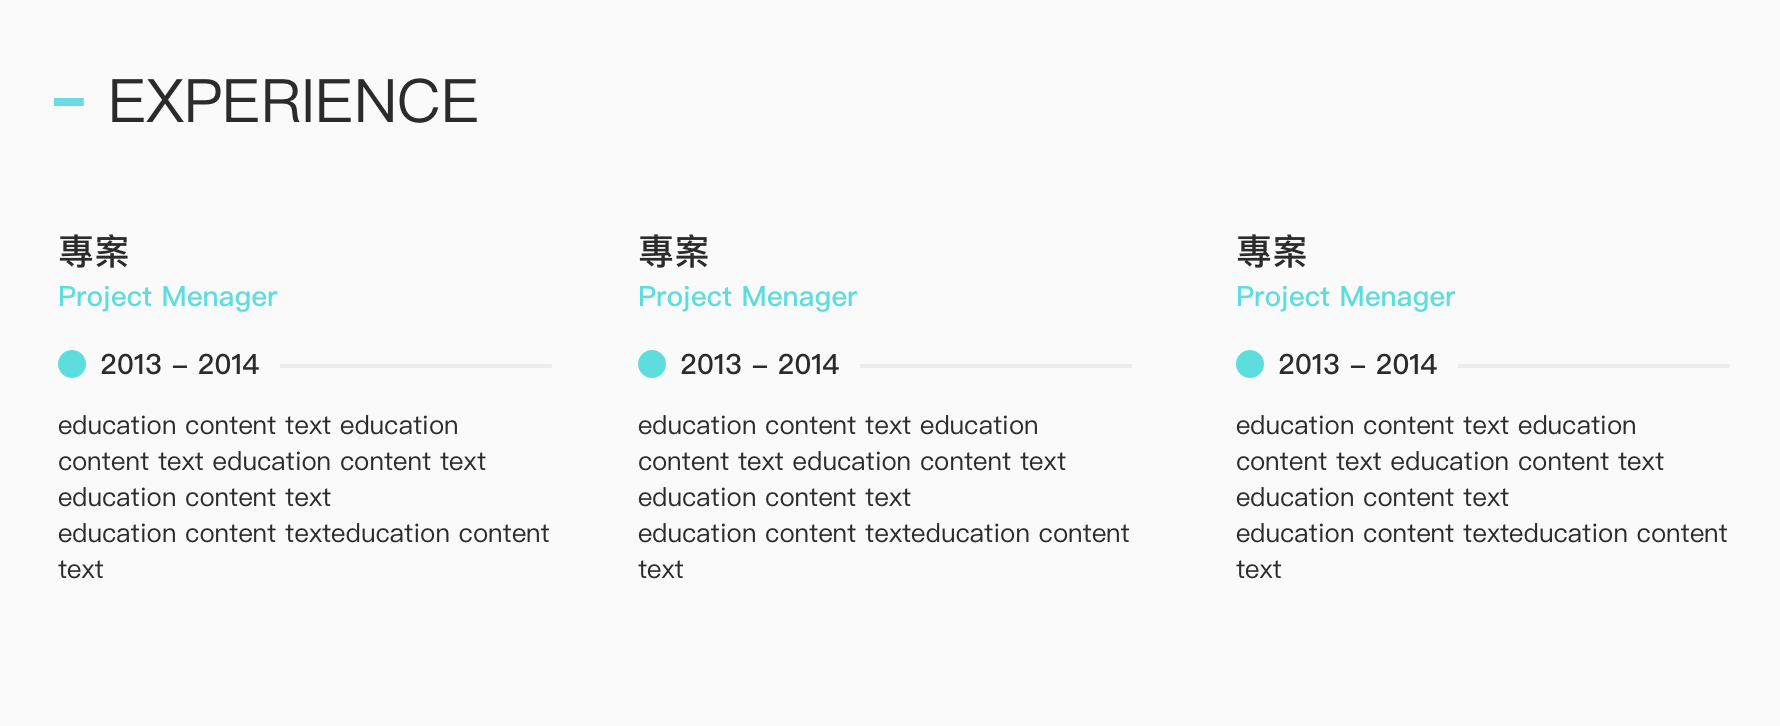 EXPERIENCE
專案
Project Menager
2013 – 2014
education content text education
content text education content text
education content text
education content texteducation content
text
專案
Project Menager
2013 – 2014
education content text education
content text education content text
education content text
education content texteducation content
text
專案
Project Menager
2013 – 2014
education content text education
content text education content text
education content text
education content texteducation content
text